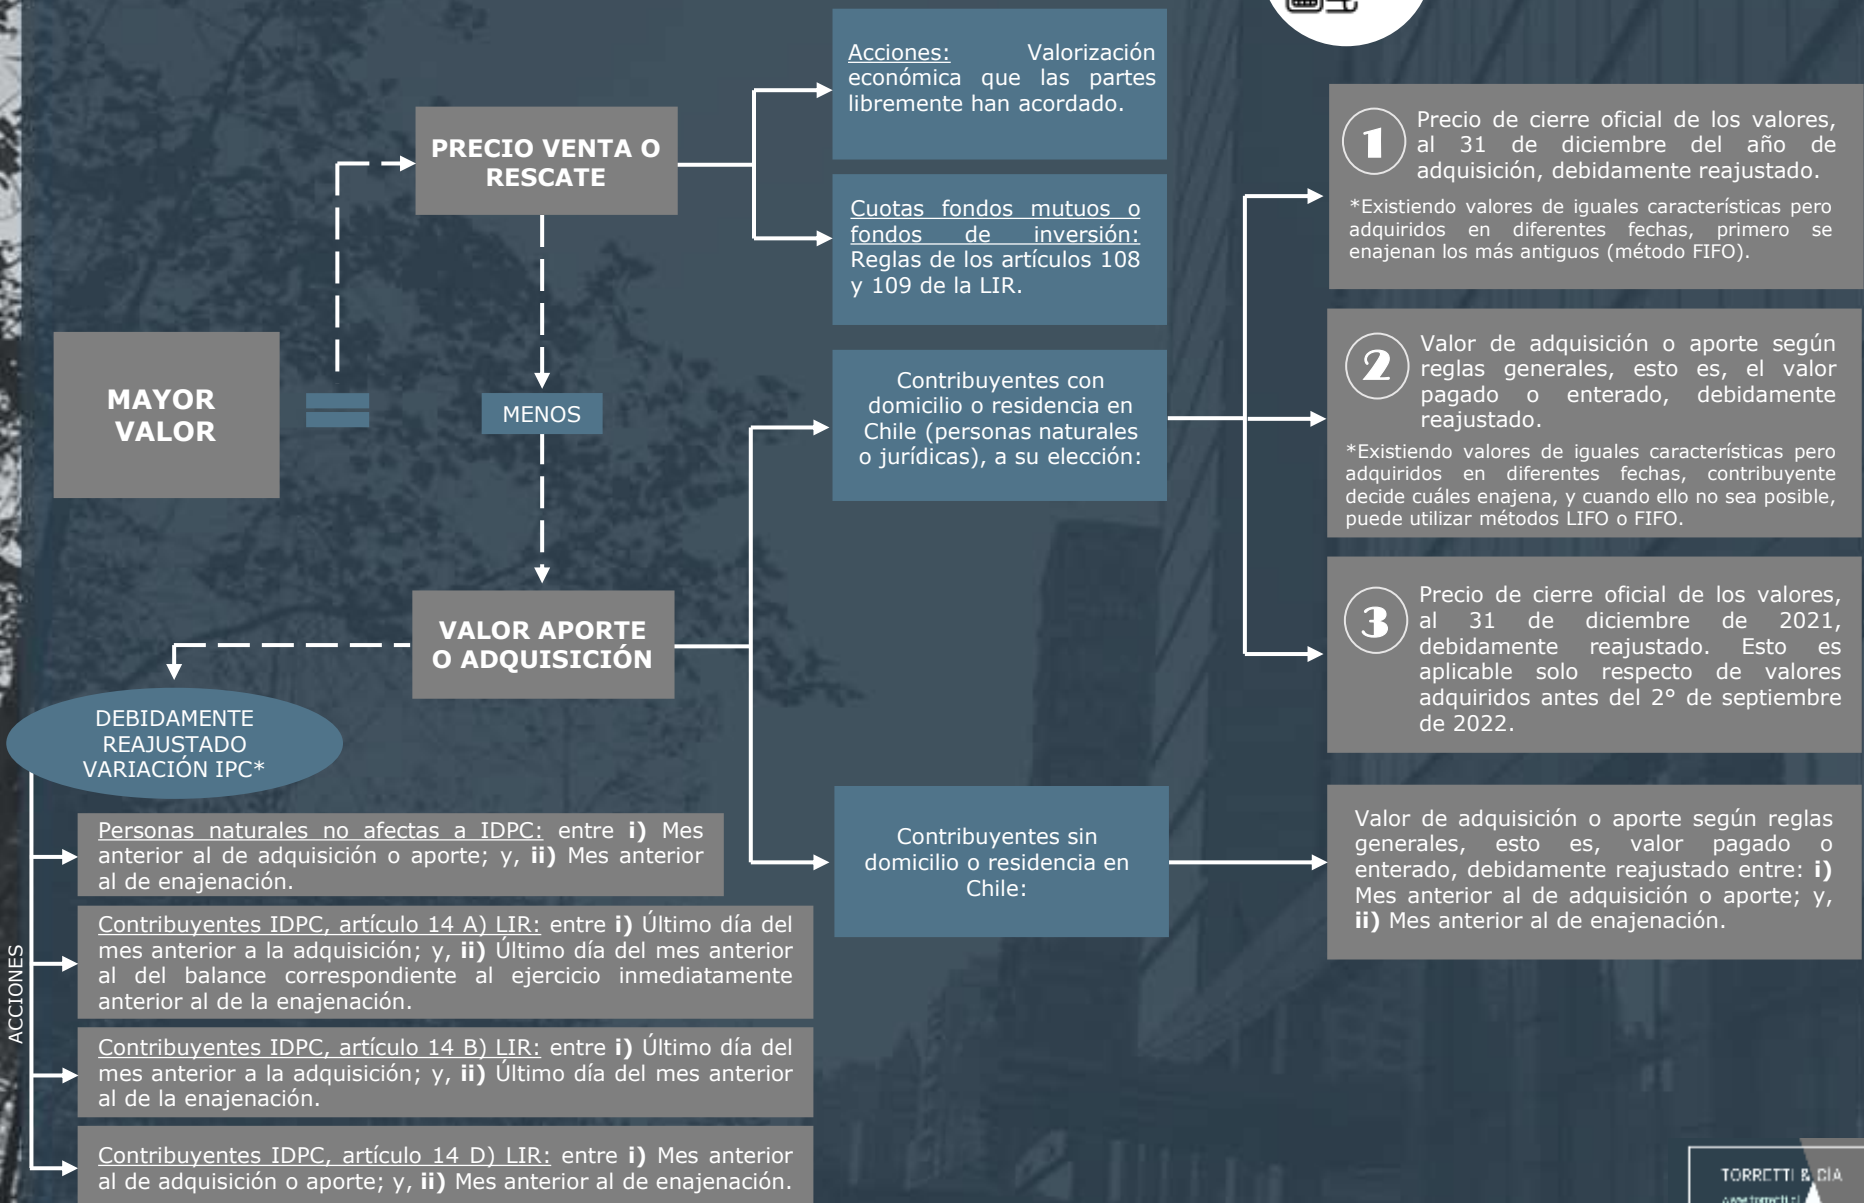 MAYOR
VALOR
PRECIO VENTA O
RESCATE
MENOS
VALOR APORTE
O ADQUISICIÓN
Acciones: Valorización
económica que las partes
libremente han acordado.
Cuotas fondos mutuos o
fondos de inversión:
Reglas de los artículos 108
y 109 de la LIR.
Contribuyentes con
domicilio o residencia en
Chile (personas naturales
o jurídicas), a su elección:
1
Precio de cierre oficial de los valores,
al 31 de diciembre del año de
adquisición, debidamente reajustado.
*Existiendo valores de iguales características pero
adquiridos en diferentes fechas, primero se
enajenan los más antiguos (método FIFO).
2
Valor de adquisición o aporte según
reglas generales, esto es, el valor
pagado o enterado, debidamente
reajustado.
*Existiendo valores de iguales características pero
adquiridos en diferentes fechas, contribuyente
decide cuáles enajena, y cuando ello no sea posible,
puede utilizar métodos LIFO o FIFO.
3
Precio de cierre oficial de los valores,
al 31 de diciembre de 2021,
debidamente reajustado. Esto es
aplicable solo respecto de valores
adquiridos antes del 2° de septiembre
de 2022.
Contribuyentes sin
domicilio o residencia en
Chile:
Valor de adquisición o aporte según reglas
generales, esto es, valor pagado o
enterado, debidamente reajustado entre: i)
Mes anterior al de adquisición o aporte; y,
ii) Mes anterior al de enajenación.
DEBIDAMENTE
REAJUSTADO
VARIACIÓN IPC*
ACCIONES
Personas naturales no afectas a IDPC: entre i) Mes
anterior al de adquisición o aporte; y, ii) Mes anterior
al de enajenación.
Contribuyentes IDPC, artículo 14 A) LIR: entre i) Último día del
mes anterior a la adquisición; y, ii) Último día del mes anterior
al del balance correspondiente al ejercicio inmediatamente
anterior al de la enajenación.
Contribuyentes IDPC, artículo 14 B) LIR: entre i) Último día del
mes anterior a la adquisición; y, ii) Último día del mes anterior
al de la enajenación.
Contribuyentes IDPC, artículo 14 D) LIR: entre i) Mes anterior
al de adquisición o aporte; y, ii) Mes anterior al de enajenación.
TORRETTI & CÍA